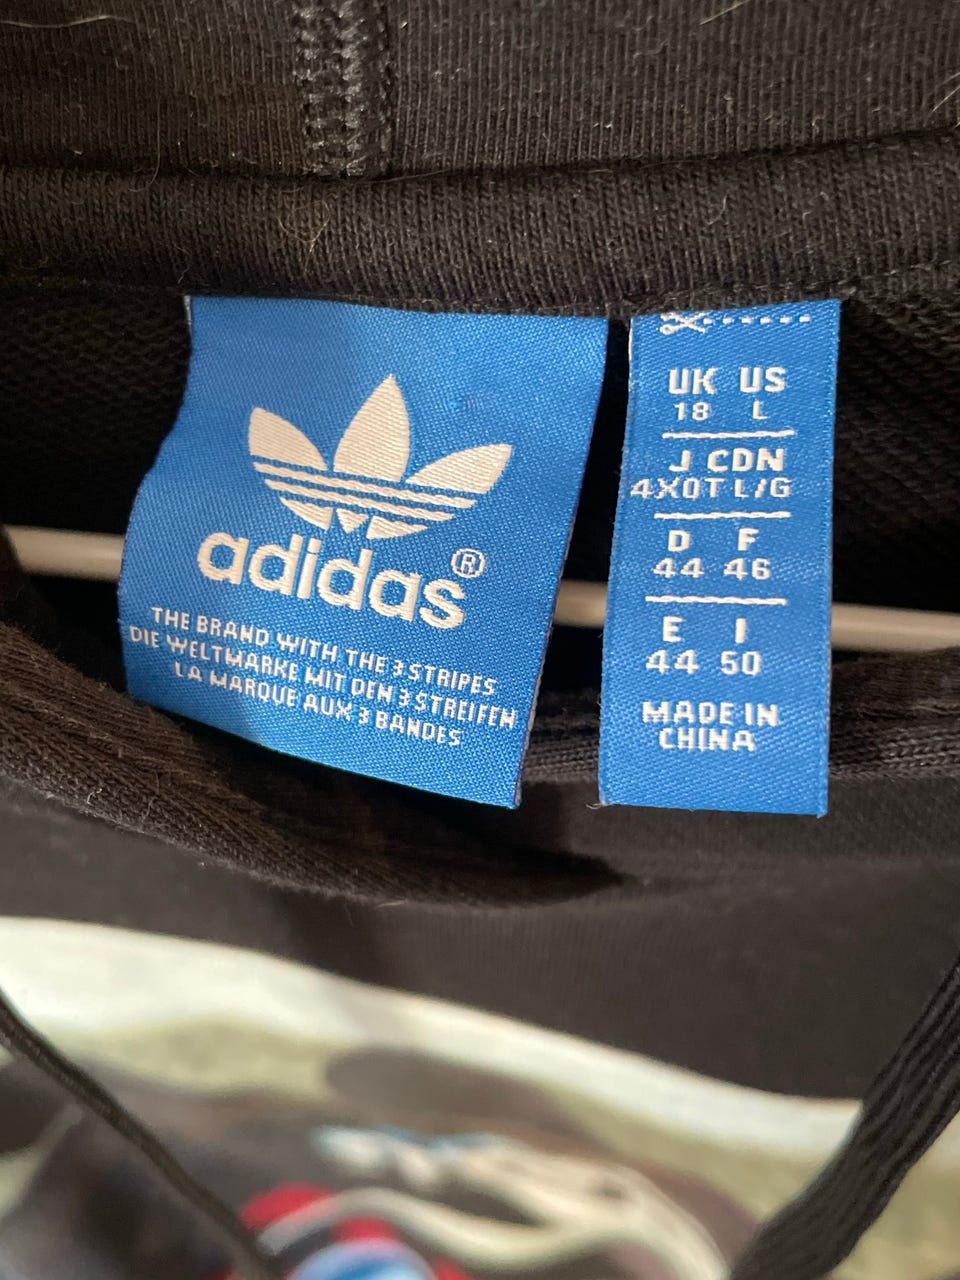 adidas®
THE BRAND WITH THE 3 STRIPES
DIE WELTMARKE MIT DEN 3 STREIFEN
LA MARQUE AUX 3 BANDES
UK US
18 L
J CDN
4XOT L/G
D F
44 46
E I
44 50
MADE IN
CHINA